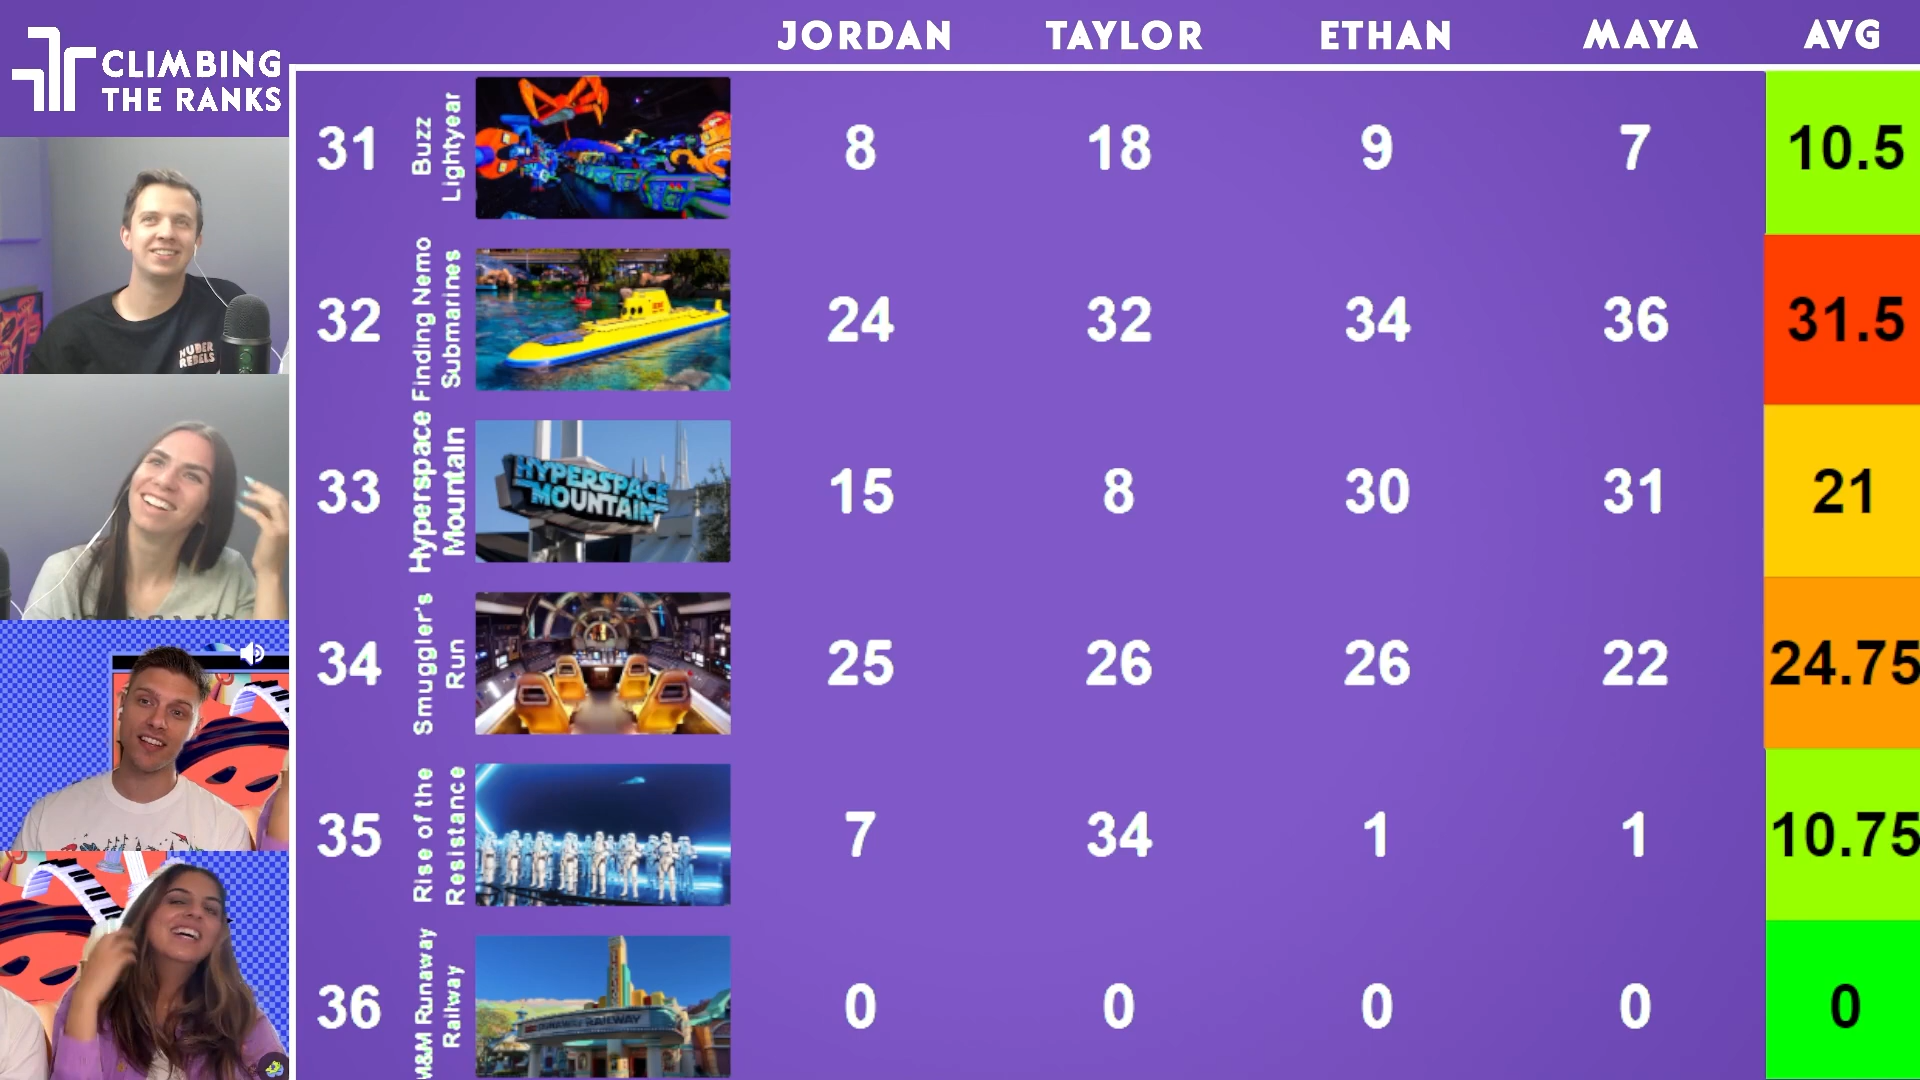 CLIMBING
THE RANKS
JORDAN TAYLOR ETHAN MAYA AVG
31
Buzz
Lightyear
8 18 9 7 10.5
32
Finding Nemo
Submarines
24 32 34 36 31.5
33
Hyperspace
Mountain
HYPERSPACE
MOUNTAIN
15 8 30 31 21
34
Smuggler's
Run
25 26 26 22 24.75
35
Rise of the
Resistance
7 34 1 1 10.75
36
M&M Runaway
Railway
RUNAWAY RAILWAY
0 0 0 0 0
REBELS